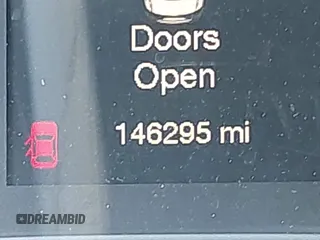 Doors
Open
146295 mi
DREAMBID